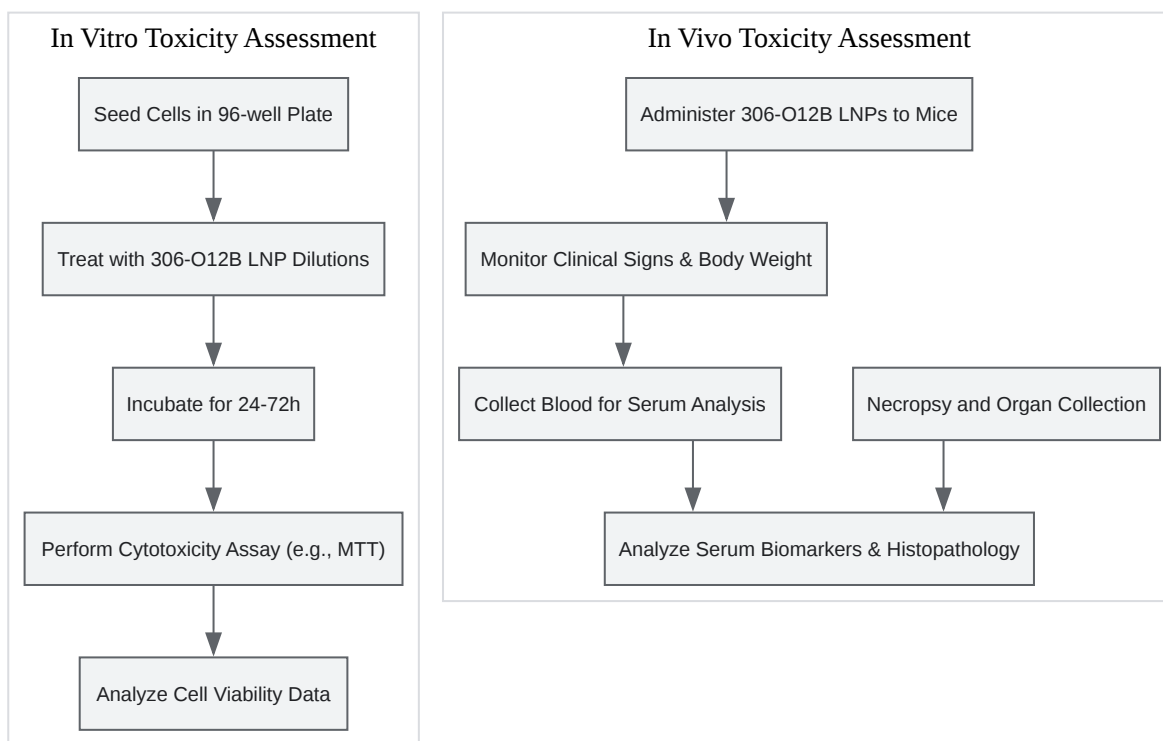 In Vitro Toxicity Assessment
Seed Cells in 96-well Plate
Treat with 306-O12B LNP Dilutions
Incubate for 24-72h
Perform Cytotoxicity Assay (e.g., MTT)
Analyze Cell Viability Data
In Vivo Toxicity Assessment
Administer 306-O12B LNPs to Mice
Monitor Clinical Signs & Body Weight
Collect Blood for Serum Analysis
Necropsy and Organ Collection
Analyze Serum Biomarkers & Histopathology